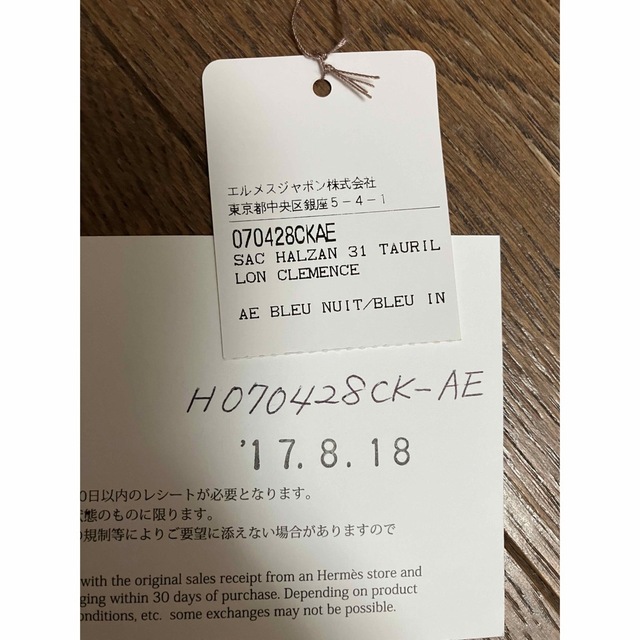 エルメスジャポン株式会社
東京都中央区銀座5-4-1
070428CKAE
SAC HALZAN 31 TAURIL
LON CLEMENCE
AE BLEU NUIT/BLEU IN
H070428CK-AE
'17.8.18
0日以内のレシートが必要となります。
状態のものに限ります。
規制等によりご要望に添えない場合がありますので
with the original sales receipt from an Hermès store and
ging within 30 days of purchase. Depending on product
onditions, etc. some exchanges may not be possible.